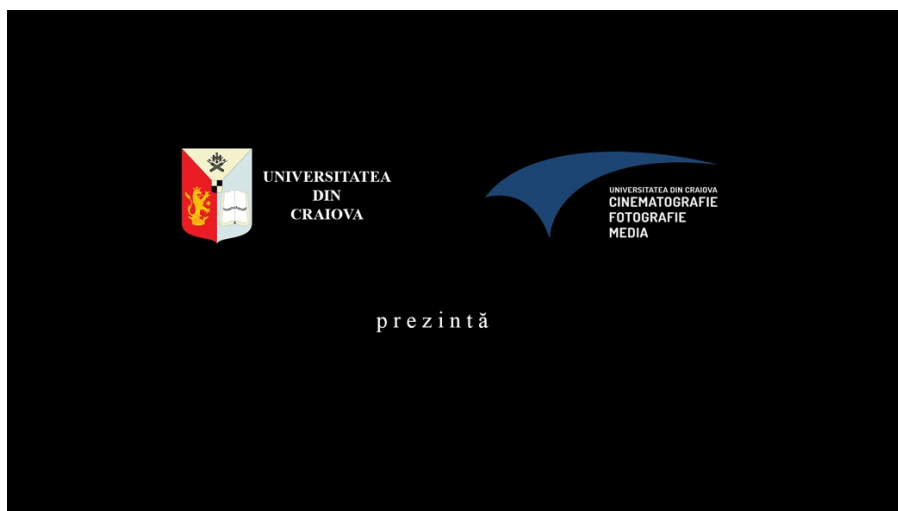 UNIVERSITATEA
DIN
CRAIOVA
UNIVERSITATEA DIN CRAIOVA
CINEMATOGRAFIE
FOTOGRAFIE
MEDIA
prezintă